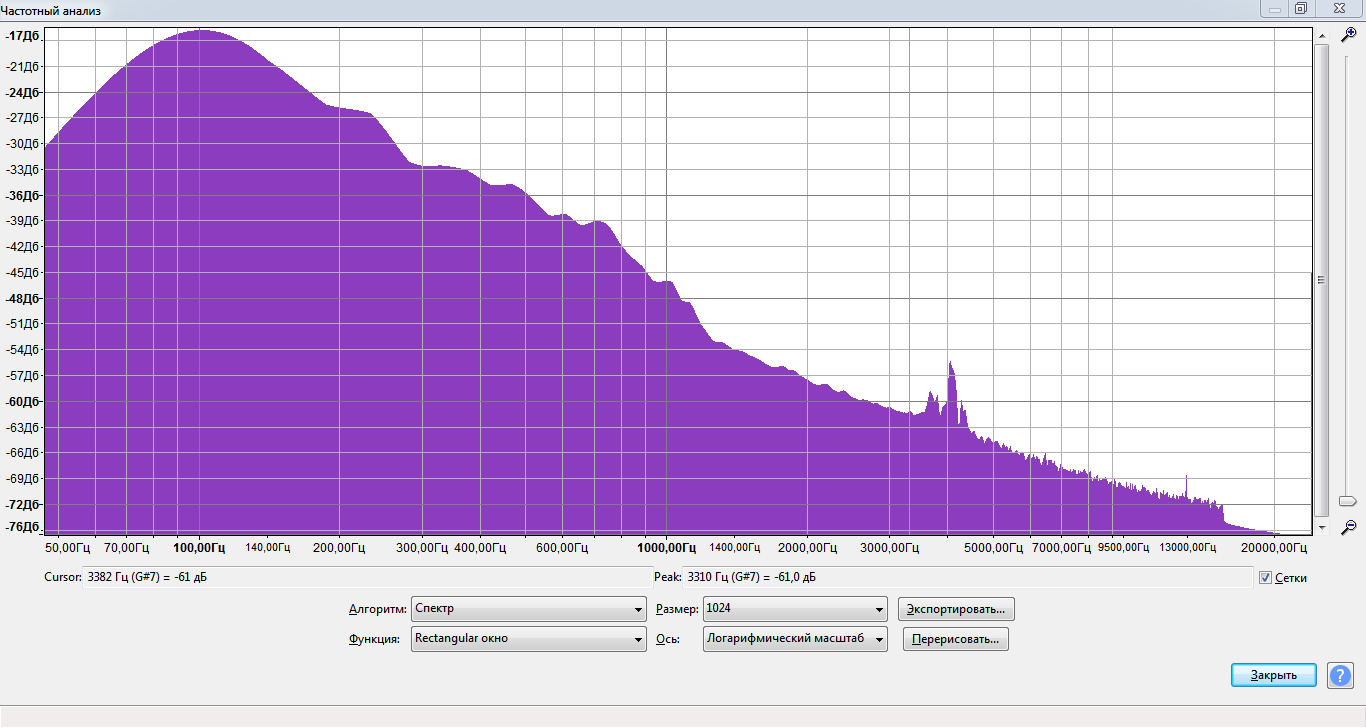 Частотный анализ
-17Дб
-21Дб
-24Дб
-27Дб
-30Дб
-33Дб
-36Дб
-39Дб
-42Дб
-45Дб
-48Дб
-51Дб
-54Дб
-57Дб
-60Дб
-63Дб
-66Дб
-69Дб
-72Дб
-76Дб
50,00Гц 70,00Гц 100,00Гц 140,00Гц 200,00Гц 300,00Гц 400,00Гц 600,00Гц 1000,00Гц 1400,00Гц 2000,00Гц 3000,00Гц 5000,00Гц 7000,00Гц 9500,00Гц 13000,00Гц 20000,00Гц
Cursor: 3382 Гц (G#7) = -61 дБ Peak: 3310 Гц (G#7) = -61,0 дБ Сетки
Алгоритм: Спектр Размер: 1024 Экспортировать...
Функция: Rectangular окно Ось: Логарифмический масштаб Перерисовать...
Закрыть ?